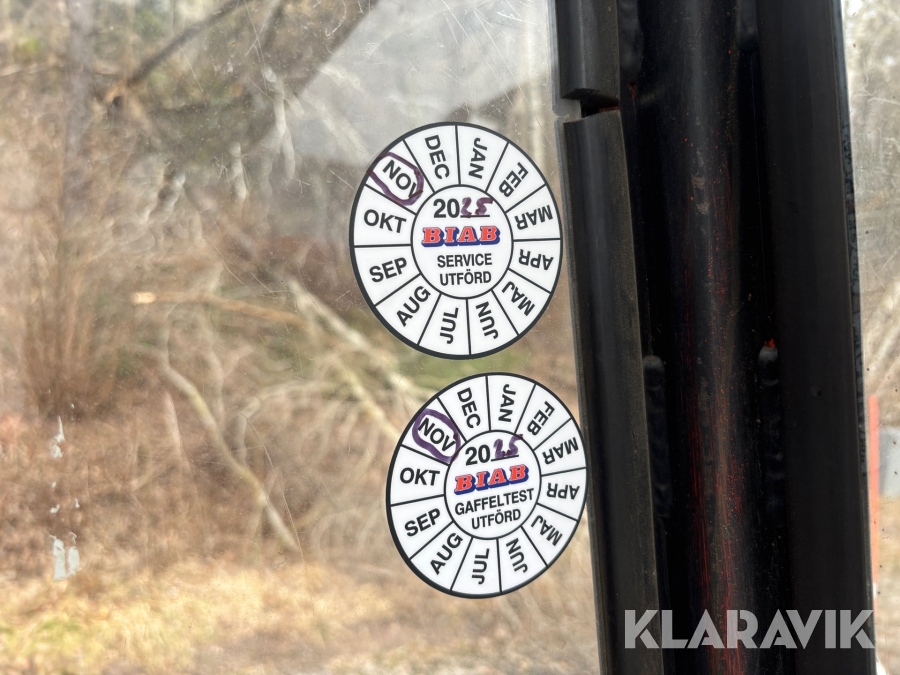 JAN
FEB
MAR
APR
MAJ
JUN
JUL
AUG
SEP
OKT
NOV
DEC
2025
BIAB
SERVICE
UTFÖRD
JAN
FEB
MAR
APR
MAJ
JUN
JUL
AUG
SEP
OKT
NOV
DEC
2025
BIAB
GAFFELTEST
UTFÖRD
KLARAVIK